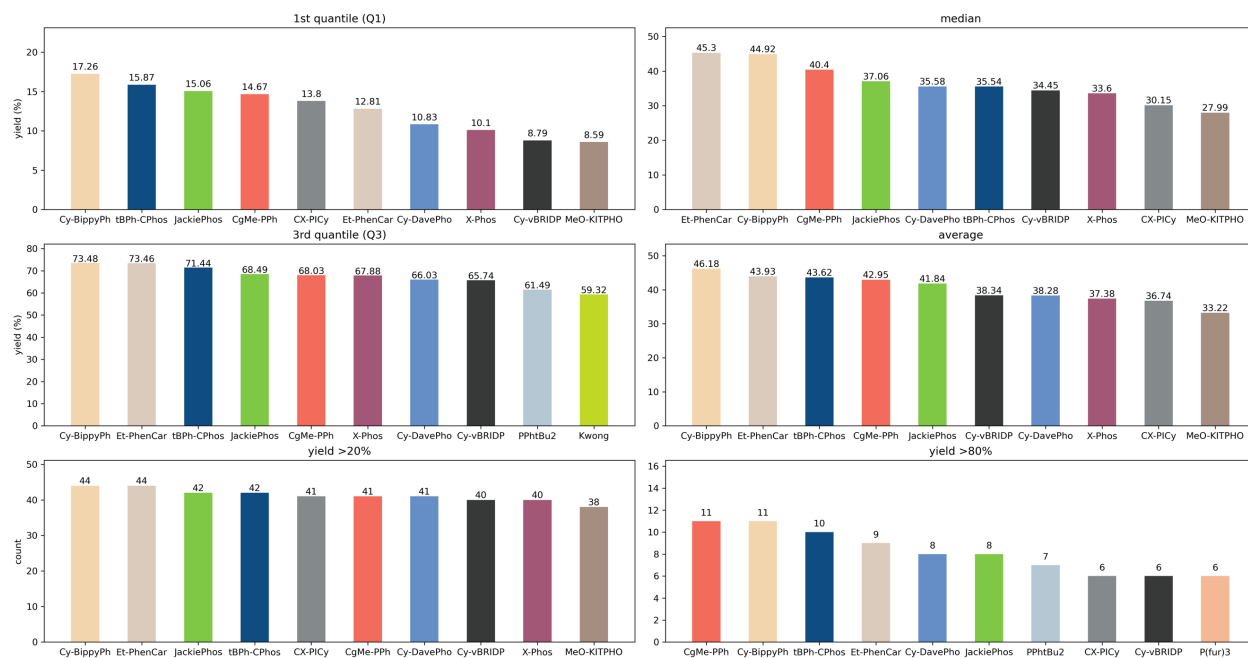 1st quantile (Q1)
yield (%)
20
15
10
5
0
17.26 15.87 15.06 14.67 13.8 12.81 10.83 10.1 8.79 8.59
Cy-BippyPh tBPh-CPhos JackiePhos CgMe-PPh CX-PICy Et-PhenCar Cy-DavePho X-Phos Cy-vBRIDP MeO-KITPHO
median
50
40
30
20
10
0
45.3 44.92 40.4 37.06 35.58 35.54 34.45 33.6 30.15 27.99
Et-PhenCar Cy-BippyPh CgMe-PPh JackiePhos Cy-DavePho tBPh-CPhos Cy-vBRIDP X-Phos CX-PICy MeO-KITPHO
3rd quantile (Q3)
yield (%)
80
70
60
50
40
30
20
10
0
73.48 73.46 71.44 68.49 68.03 67.88 66.03 65.74 61.49 59.32
Cy-BippyPh Et-PhenCar tBPh-CPhos JackiePhos CgMe-PPh X-Phos Cy-DavePho Cy-vBRIDP PPhtBu2 Kwong
average
50
40
30
20
10
0
46.18 43.93 43.62 42.95 41.84 38.34 38.28 37.38 36.74 33.22
Cy-BippyPh Et-PhenCar tBPh-CPhos CgMe-PPh JackiePhos Cy-vBRIDP Cy-DavePho X-Phos CX-PICy MeO-KITPHO
yield >20%
count
50
40
30
20
10
0
44 44 42 42 41 41 41 40 40 38
Cy-BippyPh Et-PhenCar JackiePhos tBPh-CPhos CX-PICy CgMe-PPh Cy-DavePho Cy-vBRIDP X-Phos MeO-KITPHO
yield >80%
16
14
12
10
8
6
4
2
0
11 11 10 9 8 8 7 6 6 6
CgMe-PPh Cy-BippyPh tBPh-CPhos Et-PhenCar Cy-DavePho JackiePhos PPhtBu2 CX-PICy Cy-vBRIDP P(fur)3